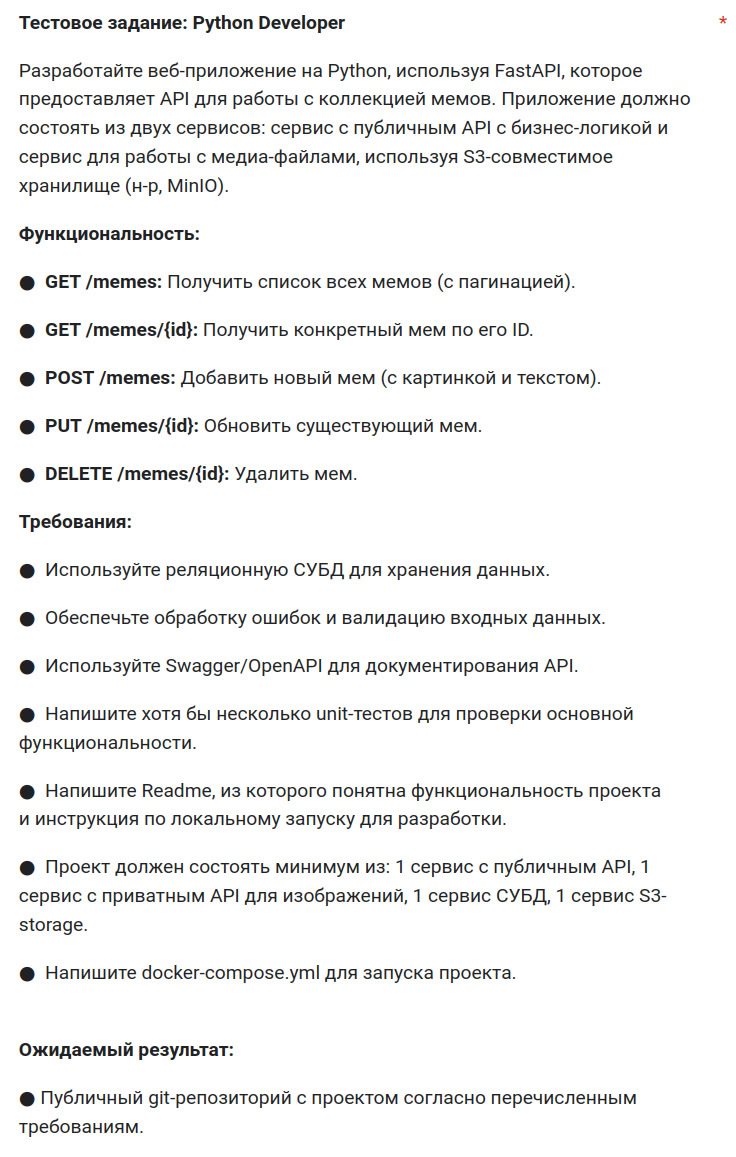 Тестовое задание: Python Developer *
Разработайте веб-приложение на Python, используя FastAPI, которое
предоставляет API для работы с коллекцией мемов. Приложение должно
состоять из двух сервисов: сервис с публичным API с бизнес-логикой и
сервис для работы с медиа-файлами, используя S3-совместимое
хранилище (н-р, MinIO).
Функциональность:
● GET /memes: Получить список всех мемов (с пагинацией).
● GET /memes/{id}: Получить конкретный мем по его ID.
● POST /memes: Добавить новый мем (с картинкой и текстом).
● PUT /memes/{id}: Обновить существующий мем.
● DELETE /memes/{id}: Удалить мем.
Требования:
● Используйте реляционную СУБД для хранения данных.
● Обеспечьте обработку ошибок и валидацию входных данных.
● Используйте Swagger/OpenAPI для документирования API.
● Напишите хотя бы несколько unit-тестов для проверки основной
функциональности.
● Напишите Readme, из которого понятна функциональность проекта
и инструкция по локальному запуску для разработки.
● Проект должен состоять минимум из: 1 сервис с публичным API, 1
сервис с приватным API для изображений, 1 сервис СУБД, 1 сервис S3-
storage.
● Напишите docker-compose.yml для запуска проекта.
Ожидаемый результат:
● Публичный git-репозиторий с проектом согласно перечисленным
требованиям.